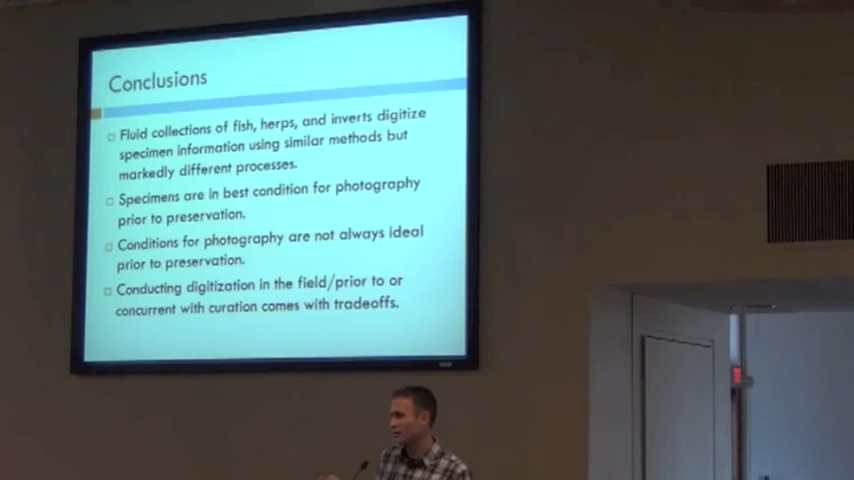 Conclusions
Fluid collections of fish, herps, and inverts digitize
specimen information using similar methods but
markedly different processes.
Specimens are in best condition for photography
prior to preservation.
Conditions for photography are not always ideal
prior to preservation.
Conducting digitization in the field/prior to or
concurrent with curation comes with tradeoffs.